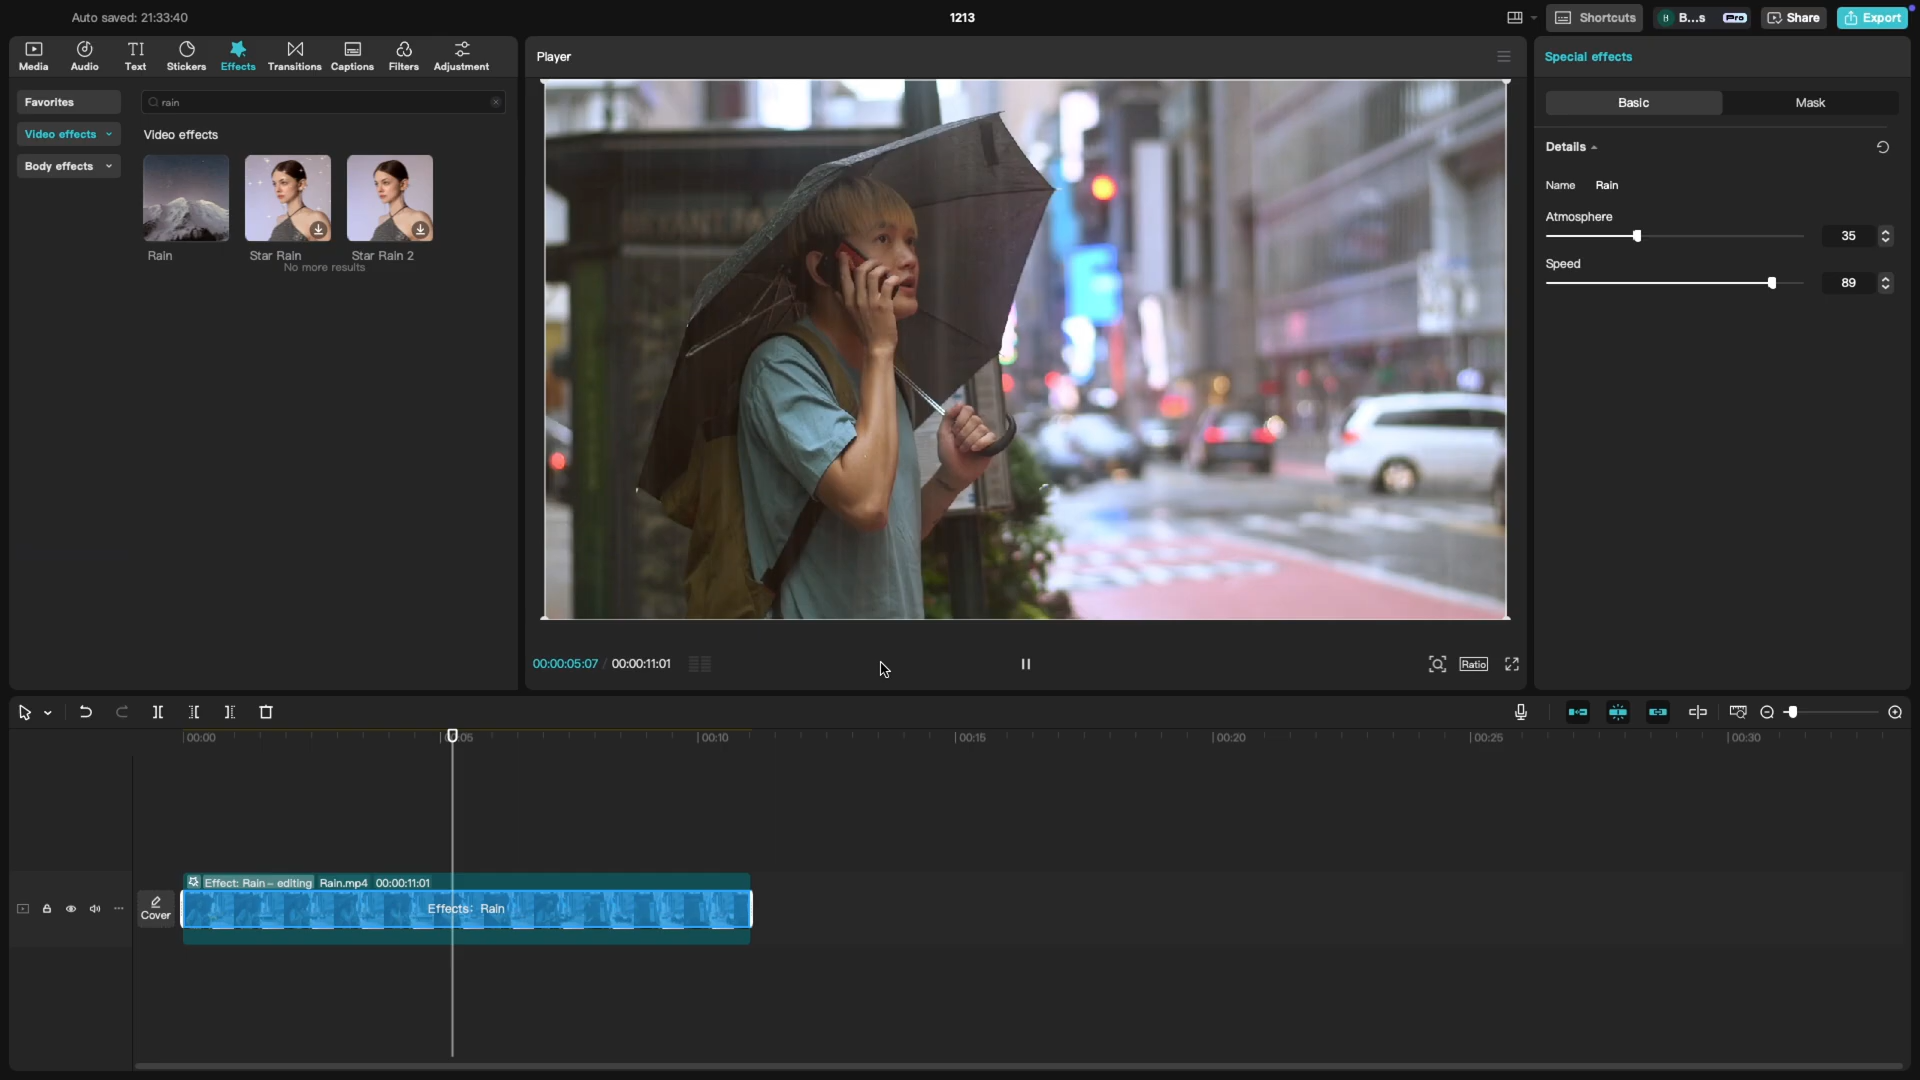 Auto saved: 21:33:40
1213
Shortcuts
B...s
Pro
Share
Export
Media
Audio
Text
Stickers
Effects
Transitions
Captions
Filters
Adjustment
Favorites
Video effects
Body effects
rain
Video effects
Rain
Star Rain
Star Rain 2
No more results
Player
00:00:05:07 / 00:00:11:01
Ratio
Special effects
Basic
Mask
Details
Name Rain
Atmosphere
35
Speed
89
00:00
00:10
00:15
00:20
00:25
00:30
Cover
Effect: Rain – editing Rain.mp4 00:00:11:01
Effects: Rain